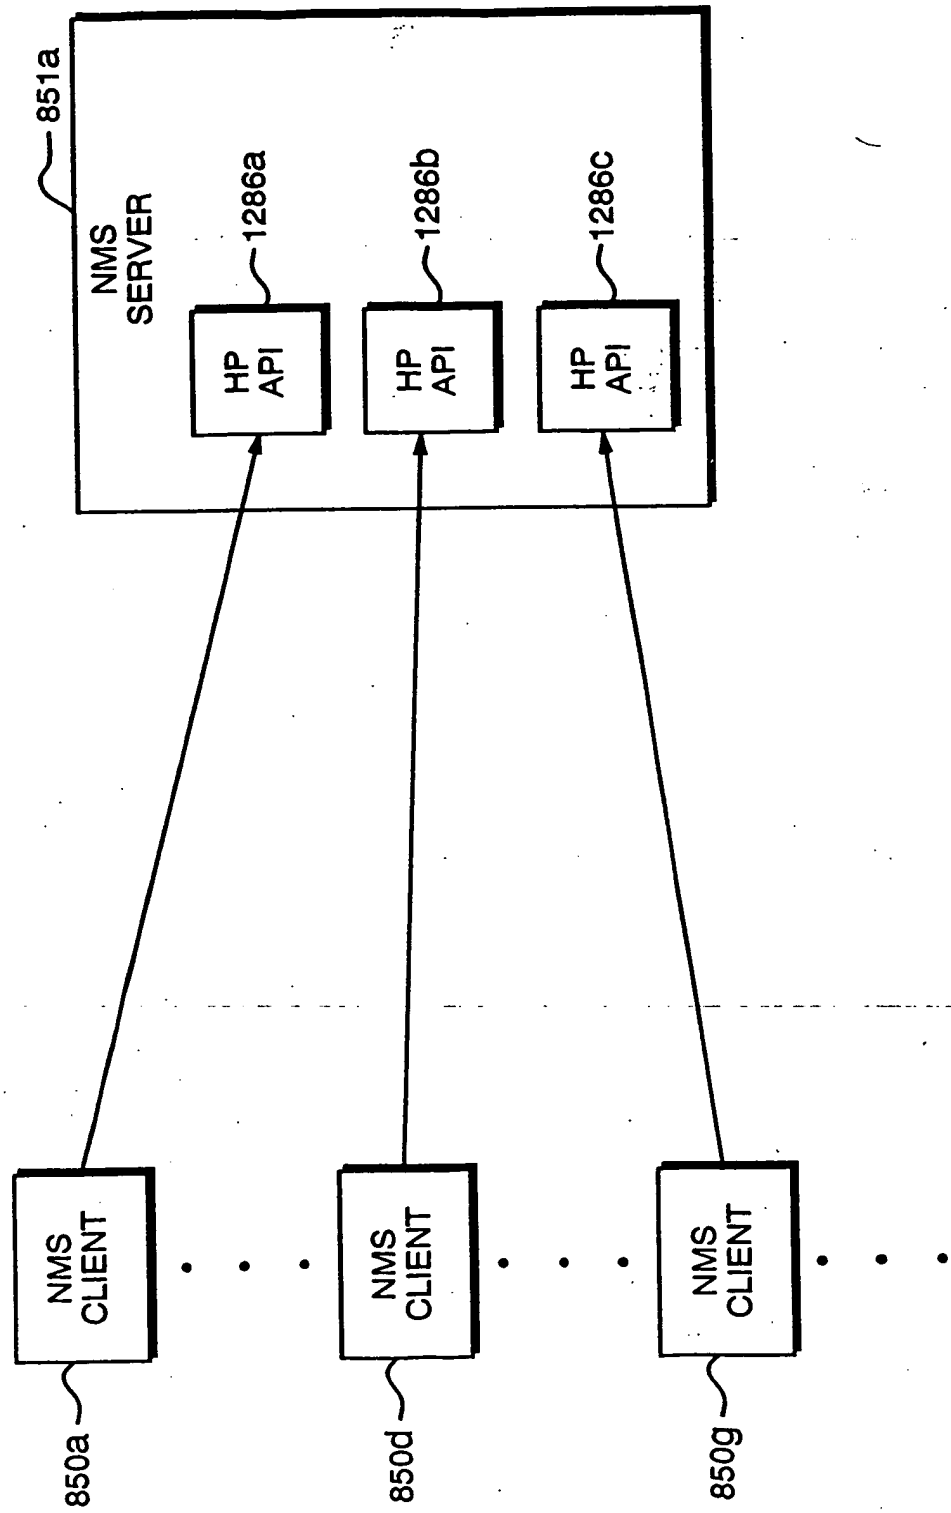 851a
NMS
SERVER
850a
NMS
CLIENT
HP
API
1286a
850d
NMS
CLIENT
HP
API
1286b
850g
NMS
CLIENT
HP
API
1286c